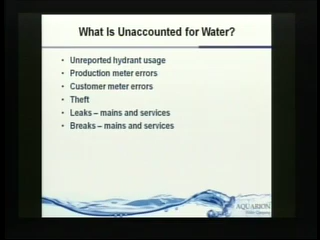 What Is Unaccounted for Water?
• Unreported hydrant usage
• Production meter errors
• Customer meter errors
• Theft
• Leaks – mains and services
• Breaks – mains and services
AQUARION